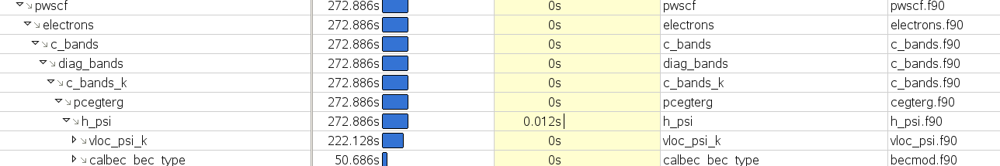 pwscf 272.886s 0s pwscf pwscf.f90
electrons 272.886s 0s electrons electrons.f90
c_bands 272.886s 0s c_bands c_bands.f90
diag_bands 272.886s 0s diag_bands c_bands.f90
c_bands_k 272.886s 0s c_bands_k c_bands.f90
pcegterg 272.886s 0s pcegterg cegterg.f90
h_psi 272.886s 0.012s h_psi h_psi.f90
vloc_psi_k 222.128s 0s vloc_psi_k vloc_psi.f90
calbec_bec_type 50.686s 0s calbec_bec_type becmod.f90